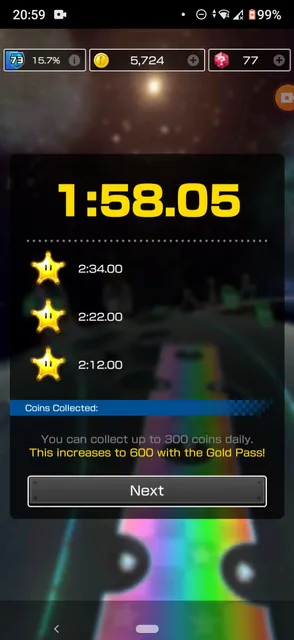 20:59 99%
73 15.7% 5,724 77
1:58.05
2:34.00
2:22.00
2:12.00
Coins Collected:
You can collect up to 300 coins daily.
This increases to 600 with the Gold Pass!
Next